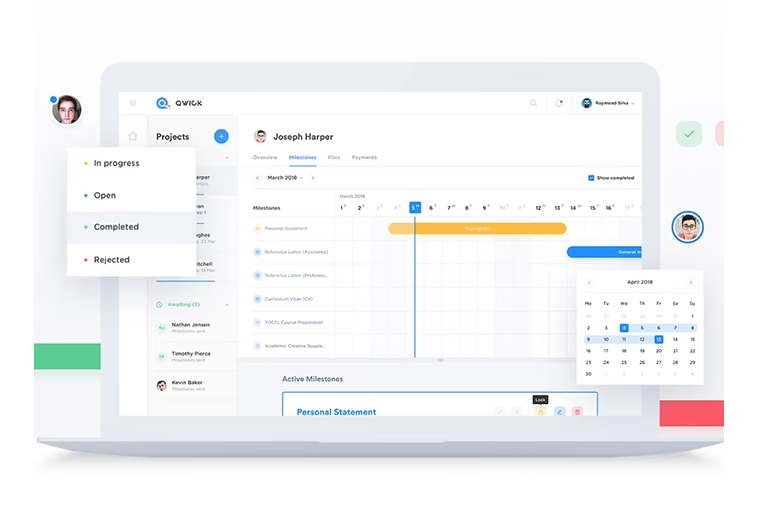 QWICK
Raymond Silva
Projects
+
Joseph Harper
Overview
Milestones
Files
Payments
In progress
Open
Completed
Rejected
March 2018
Show completed
March 2018
Milestones
1 2 3 4 5 6 7 8 9 10 11 12 13 14 15 16 17
Personal Statement
In progress
Reference Letter (Academic)
General
Reference Letter (Professio...
Curriculum Vitae (CV)
TOEFL Course Preparation
Academic Creative Supple...
Awaiting (3)
Nathan Jensen
Milestones sent
Timothy Pierce
Milestones sent
Kevin Baker
Milestones sent
April 2018
Mo Tu We Th Fr Sa Su
1
2 3 4 5 6 7 8
9 10 11 12 13 14 15
16 17 18 19 20 21 22
23 24 25 26 27 28 29
30 1 2 3 4 5 6
Active Milestones
Lock
Personal Statement